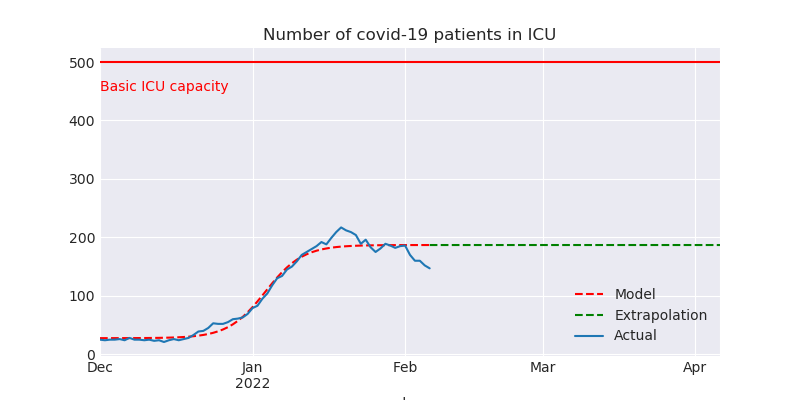 Number of covid-19 patients in ICU
500
Basic ICU capacity
400
300
200
100
0
Model
Extrapolation
Actual
Dec Jan Feb Mar Apr
2022